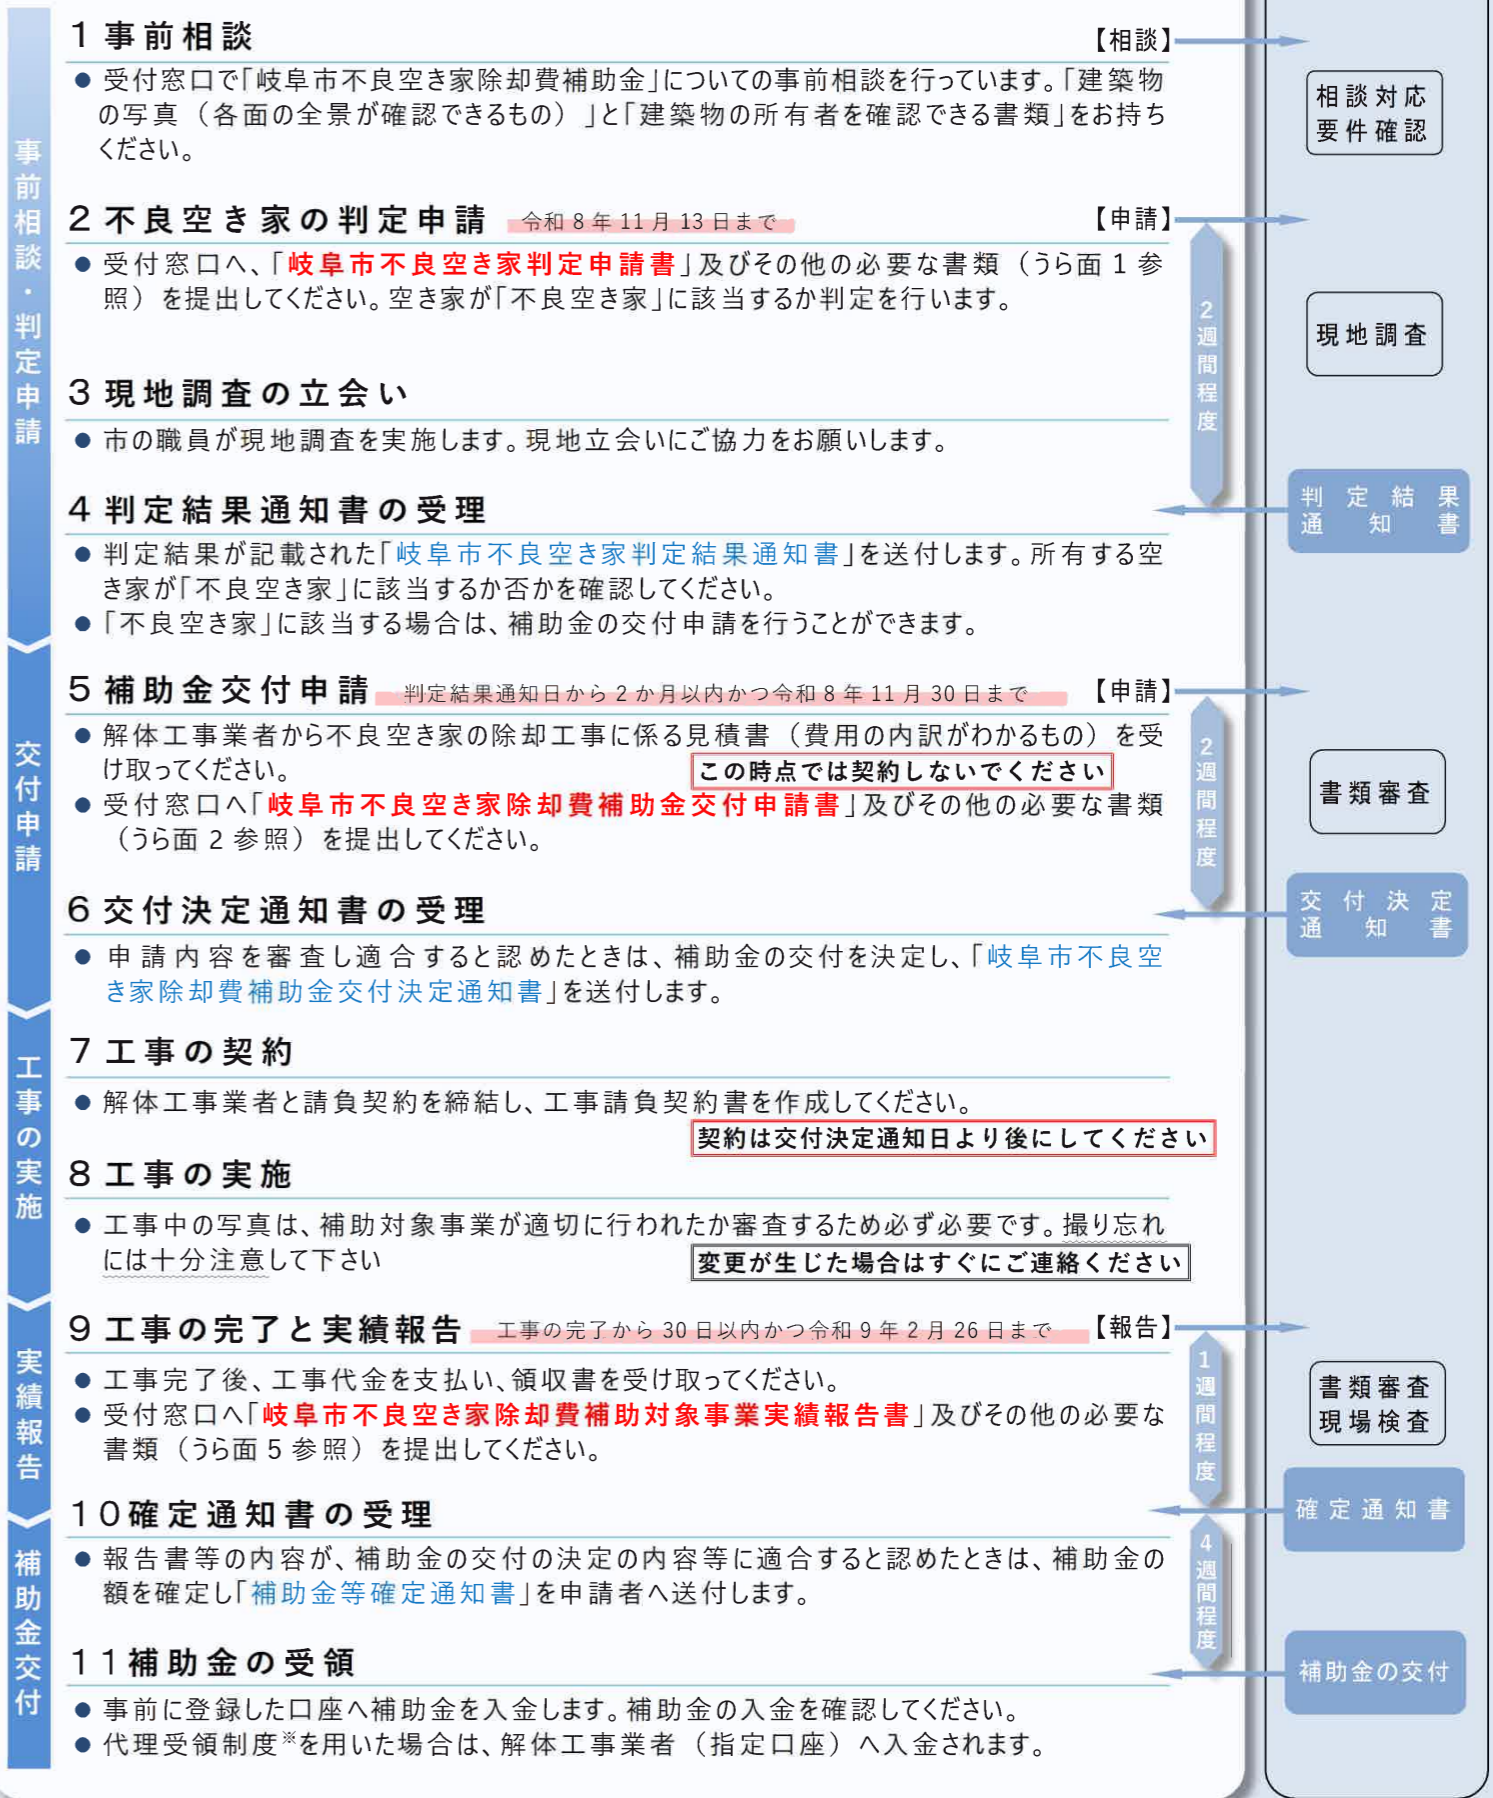 事前相談・判定申請
1 事前相談 【相談】
● 受付窓口で「岐阜市不良空き家除却費補助金」についての事前相談を行っています。「建築物
の写真（各面の全景が確認できるもの）」と「建築物の所有者を確認できる書類」をお持ち
ください。
相談対応
要件確認
2 不良空き家の判定申請 令和 8 年 11 月 13 日まで 【申請】
● 受付窓口へ、「岐阜市不良空き家判定申請書」及びその他の必要な書類（うら面 1 参
照）を提出してください。空き家が「不良空き家」に該当するか判定を行います。
2週間程度
現地調査
3 現地調査の立会い
● 市の職員が現地調査を実施します。現地立会いにご協力をお願いします。
4 判定結果通知書の受理
判定結果
通知書
● 判定結果が記載された「岐阜市不良空き家判定結果通知書」を送付します。所有する空
き家が「不良空き家」に該当するか否かを確認してください。
● 「不良空き家」に該当する場合は、補助金の交付申請を行うことができます。
交付申請
5 補助金交付申請 判定結果通知日から 2 か月以内かつ令和 8 年 11 月 30 日まで 【申請】
● 解体工事業者から不良空き家の除却工事に係る見積書（費用の内訳がわかるもの）を受
け取ってください。
この時点では契約しないでください
● 受付窓口へ「岐阜市不良空き家除却費補助金交付申請書」及びその他の必要な書類
（うら面 2 参照）を提出してください。
2週間程度
書類審査
6 交付決定通知書の受理
交付決定
通知書
● 申請内容を審査し適合すると認めたときは、補助金の交付を決定し、「岐阜市不良空
き家除却費補助金交付決定通知書」を送付します。
工事の実施
7 工事の契約
● 解体工事業者と請負契約を締結し、工事請負契約書を作成してください。
契約は交付決定通知日より後にしてください
8 工事の実施
● 工事中の写真は、補助対象事業が適切に行われたか審査するため必ず必要です。撮り忘れ
には十分注意して下さい
変更が生じた場合はすぐにご連絡ください
実績報告
9 工事の完了と実績報告 工事の完了から 30 日以内かつ令和 9 年 2 月 26 日まで 【報告】
● 工事完了後、工事代金を支払い、領収書を受け取ってください。
● 受付窓口へ「岐阜市不良空き家除却費補助対象事業実績報告書」及びその他の必要な
書類（うら面 5 参照）を提出してください。
1週間程度
書類審査
現場検査
補助金交付
10確定通知書の受理
確定通知書
● 報告書等の内容が、補助金の交付の決定の内容等に適合すると認めたときは、補助金の
額を確定し「補助金等確定通知書」を申請者へ送付します。
4週間程度
11補助金の受領
補助金の交付
● 事前に登録した口座へ補助金を入金します。補助金の入金を確認してください。
● 代理受領制度※を用いた場合は、解体工事業者（指定口座）へ入金されます。